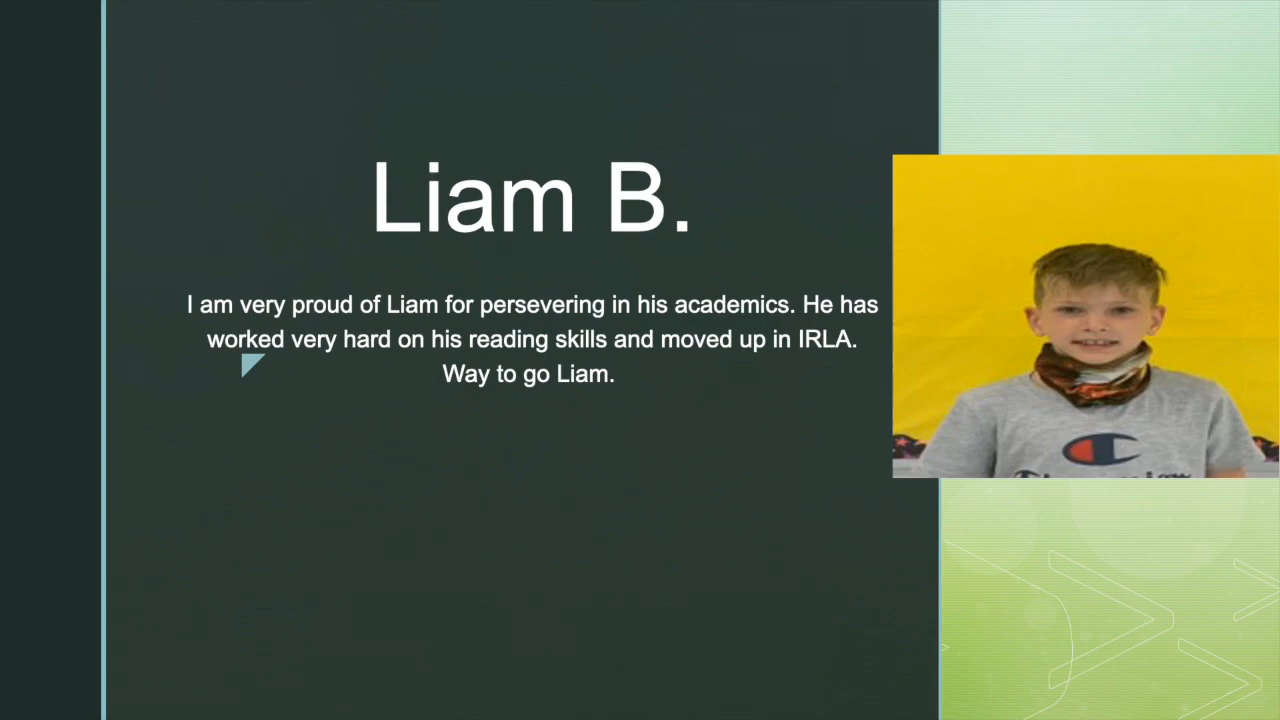 Liam B.
I am very proud of Liam for persevering in his academics. He has
worked very hard on his reading skills and moved up in IRLA.
Way to go Liam.